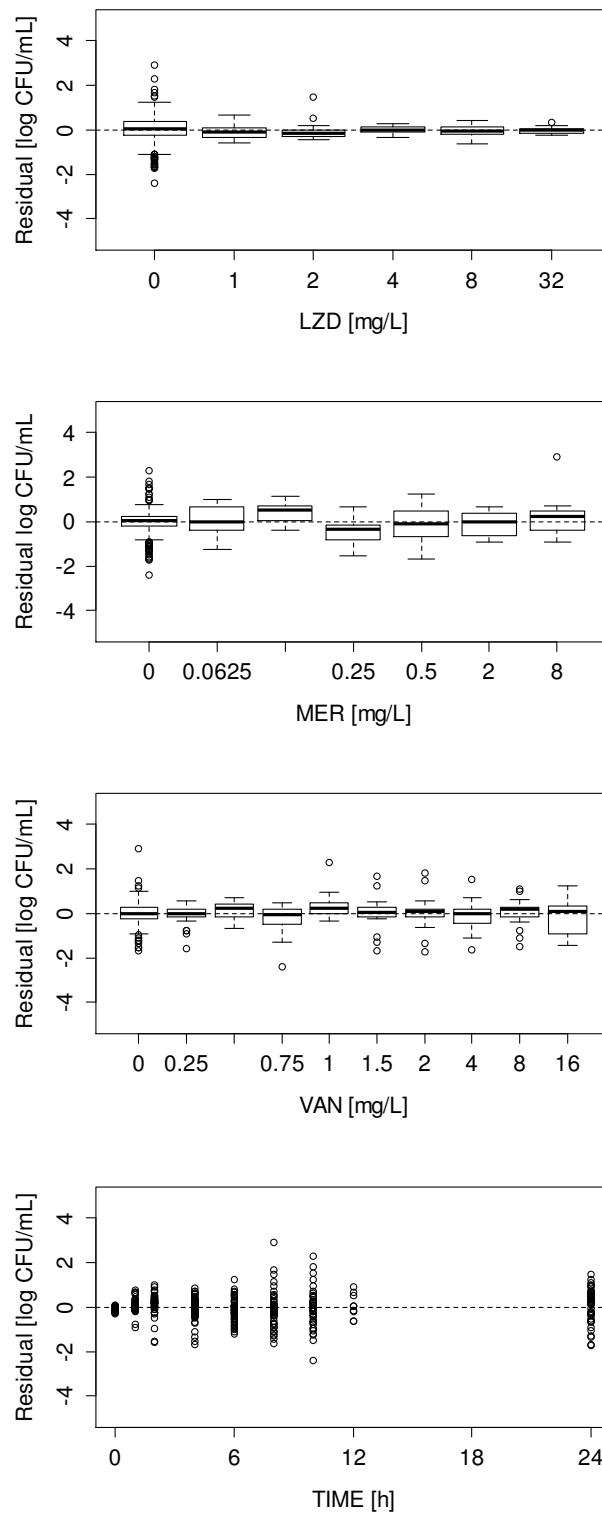 Residual [log CFU/mL]
4
2
0
-2
-4
0 1 2 4 8 32
LZD [mg/L]
Residual log CFU/mL
4
2
0
-2
-4
0 0.0625 0.25 0.5 2 8
MER [mg/L]
Residual [log CFU/mL]
4
2
0
-2
-4
0 0.25 0.75 1 1.5 2 4 8 16
VAN [mg/L]
Residual [log CFU/mL]
4
2
0
-2
-4
0 6 12 18 24
TIME [h]